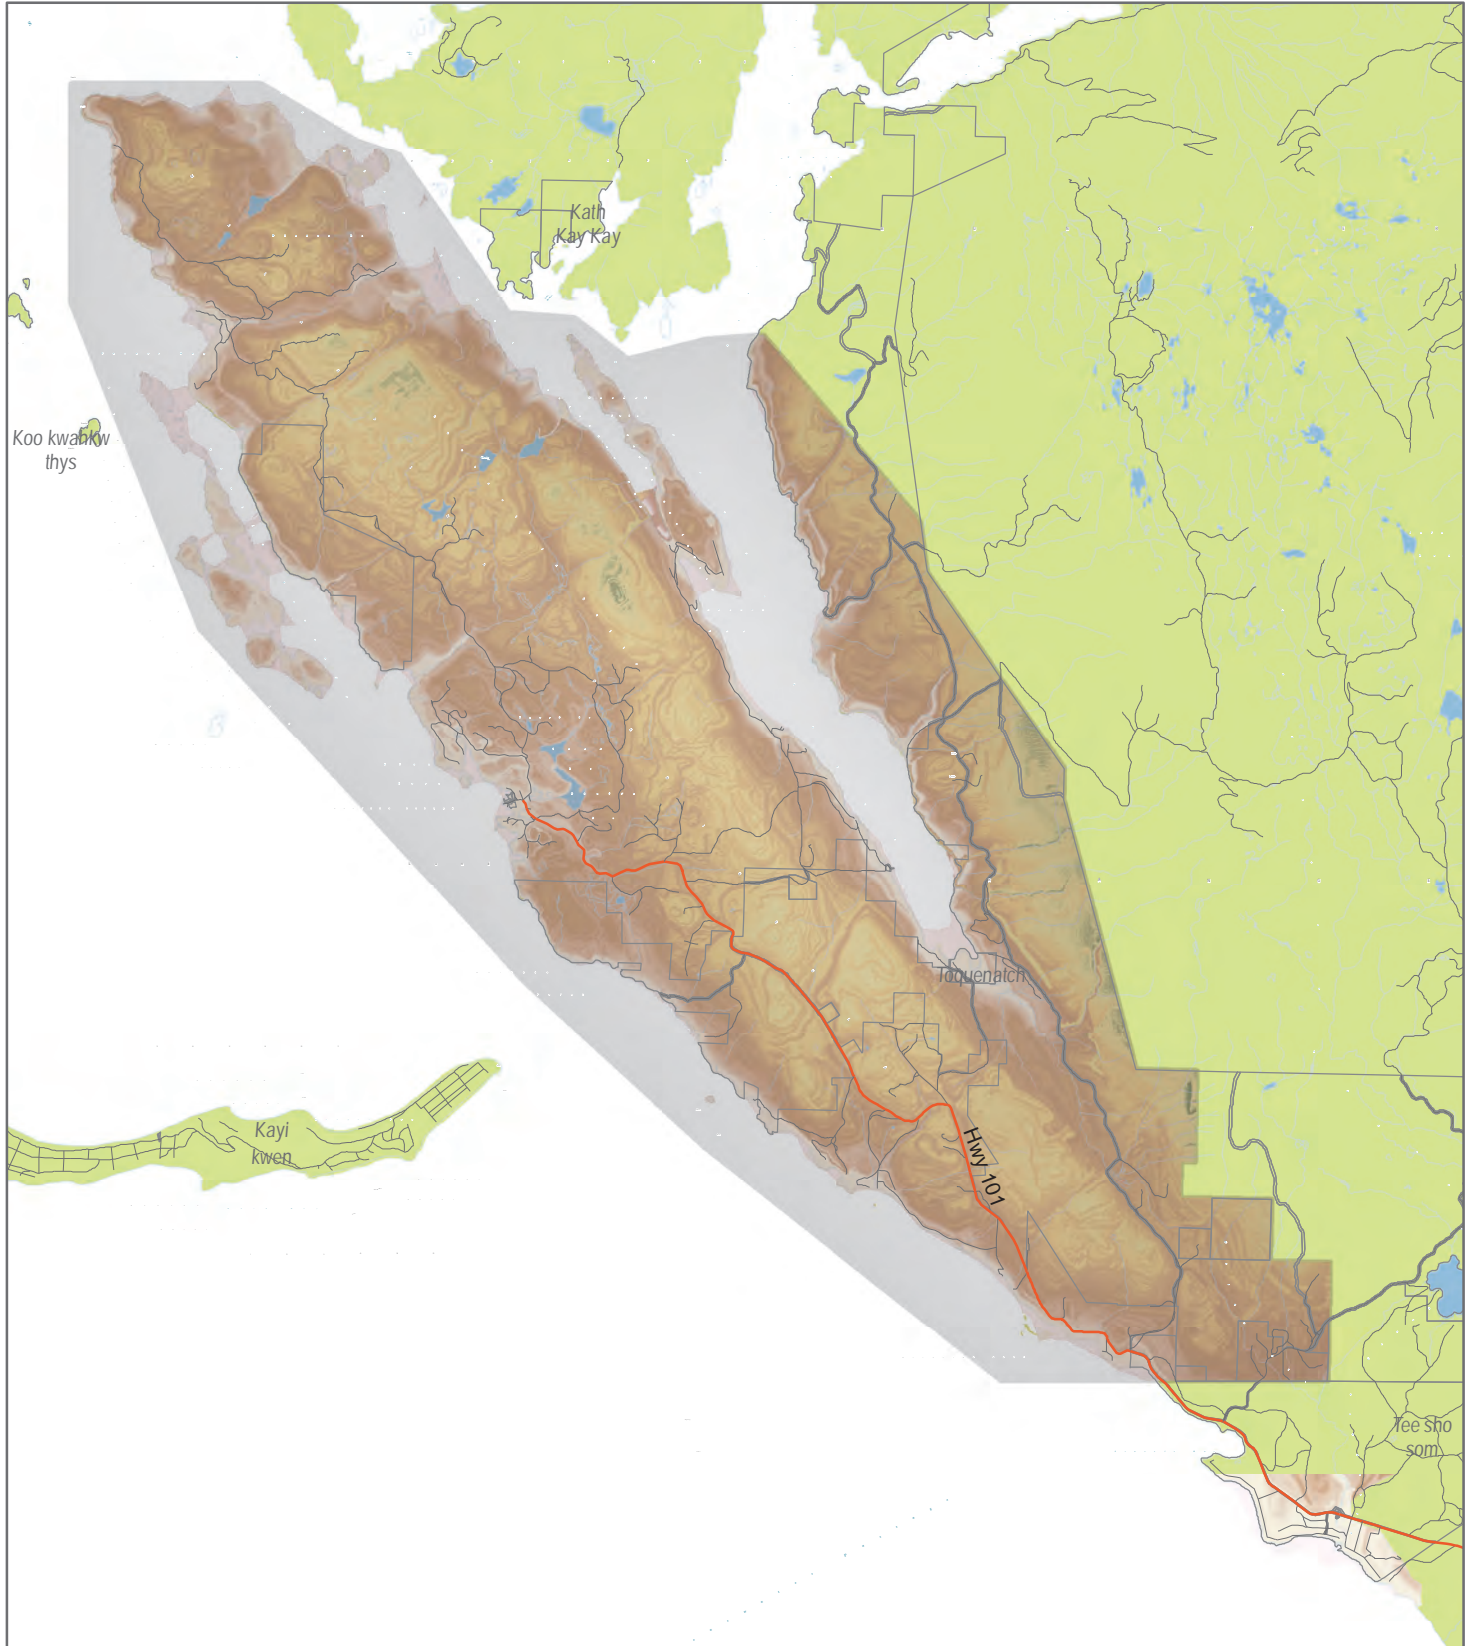 Kath
Kay Kay
Koo kwahkw
thys
Toquenatch
Kayi
kwen
Hwy 101
Tee sho
som